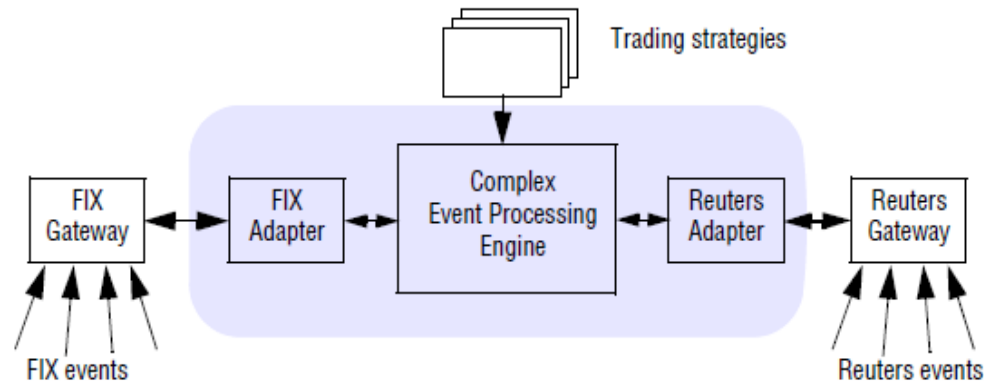 Trading strategies
FIX
Gateway
FIX
Adapter
Complex
Event Processing
Engine
Reuters
Adapter
Reuters
Gateway
FIX events
Reuters events